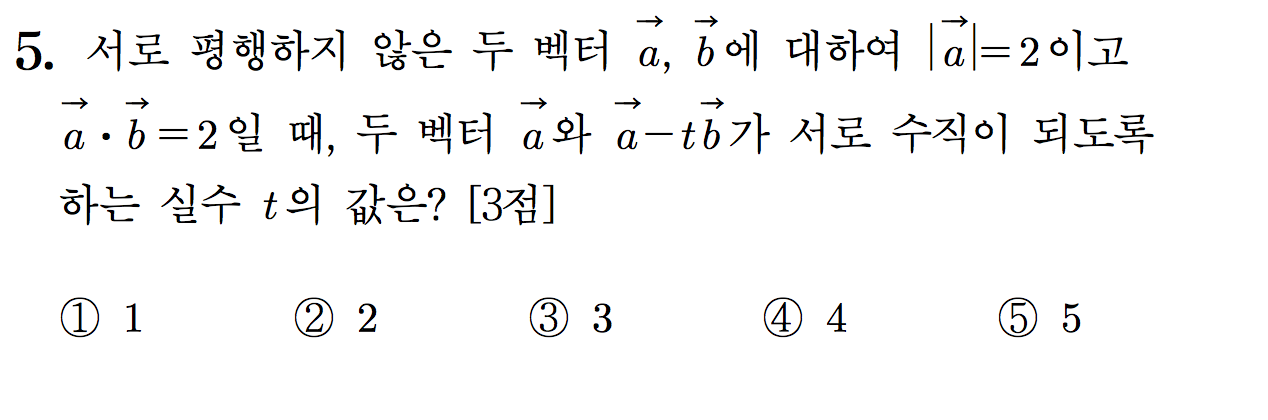 5. 서로 평행하지 않은 두 벡터 $\vec{a}$, $\vec{b}$에 대하여 $|\vec{a}|=2$이고
$\vec{a} \cdot \vec{b}=2$일 때, 두 벡터 $\vec{a}$와 $\vec{a}-t\vec{b}$가 서로 수직이 되도록
하는 실수 $t$의 값은? [3점]
① 1 ② 2 ③ 3 ④ 4 ⑤ 5